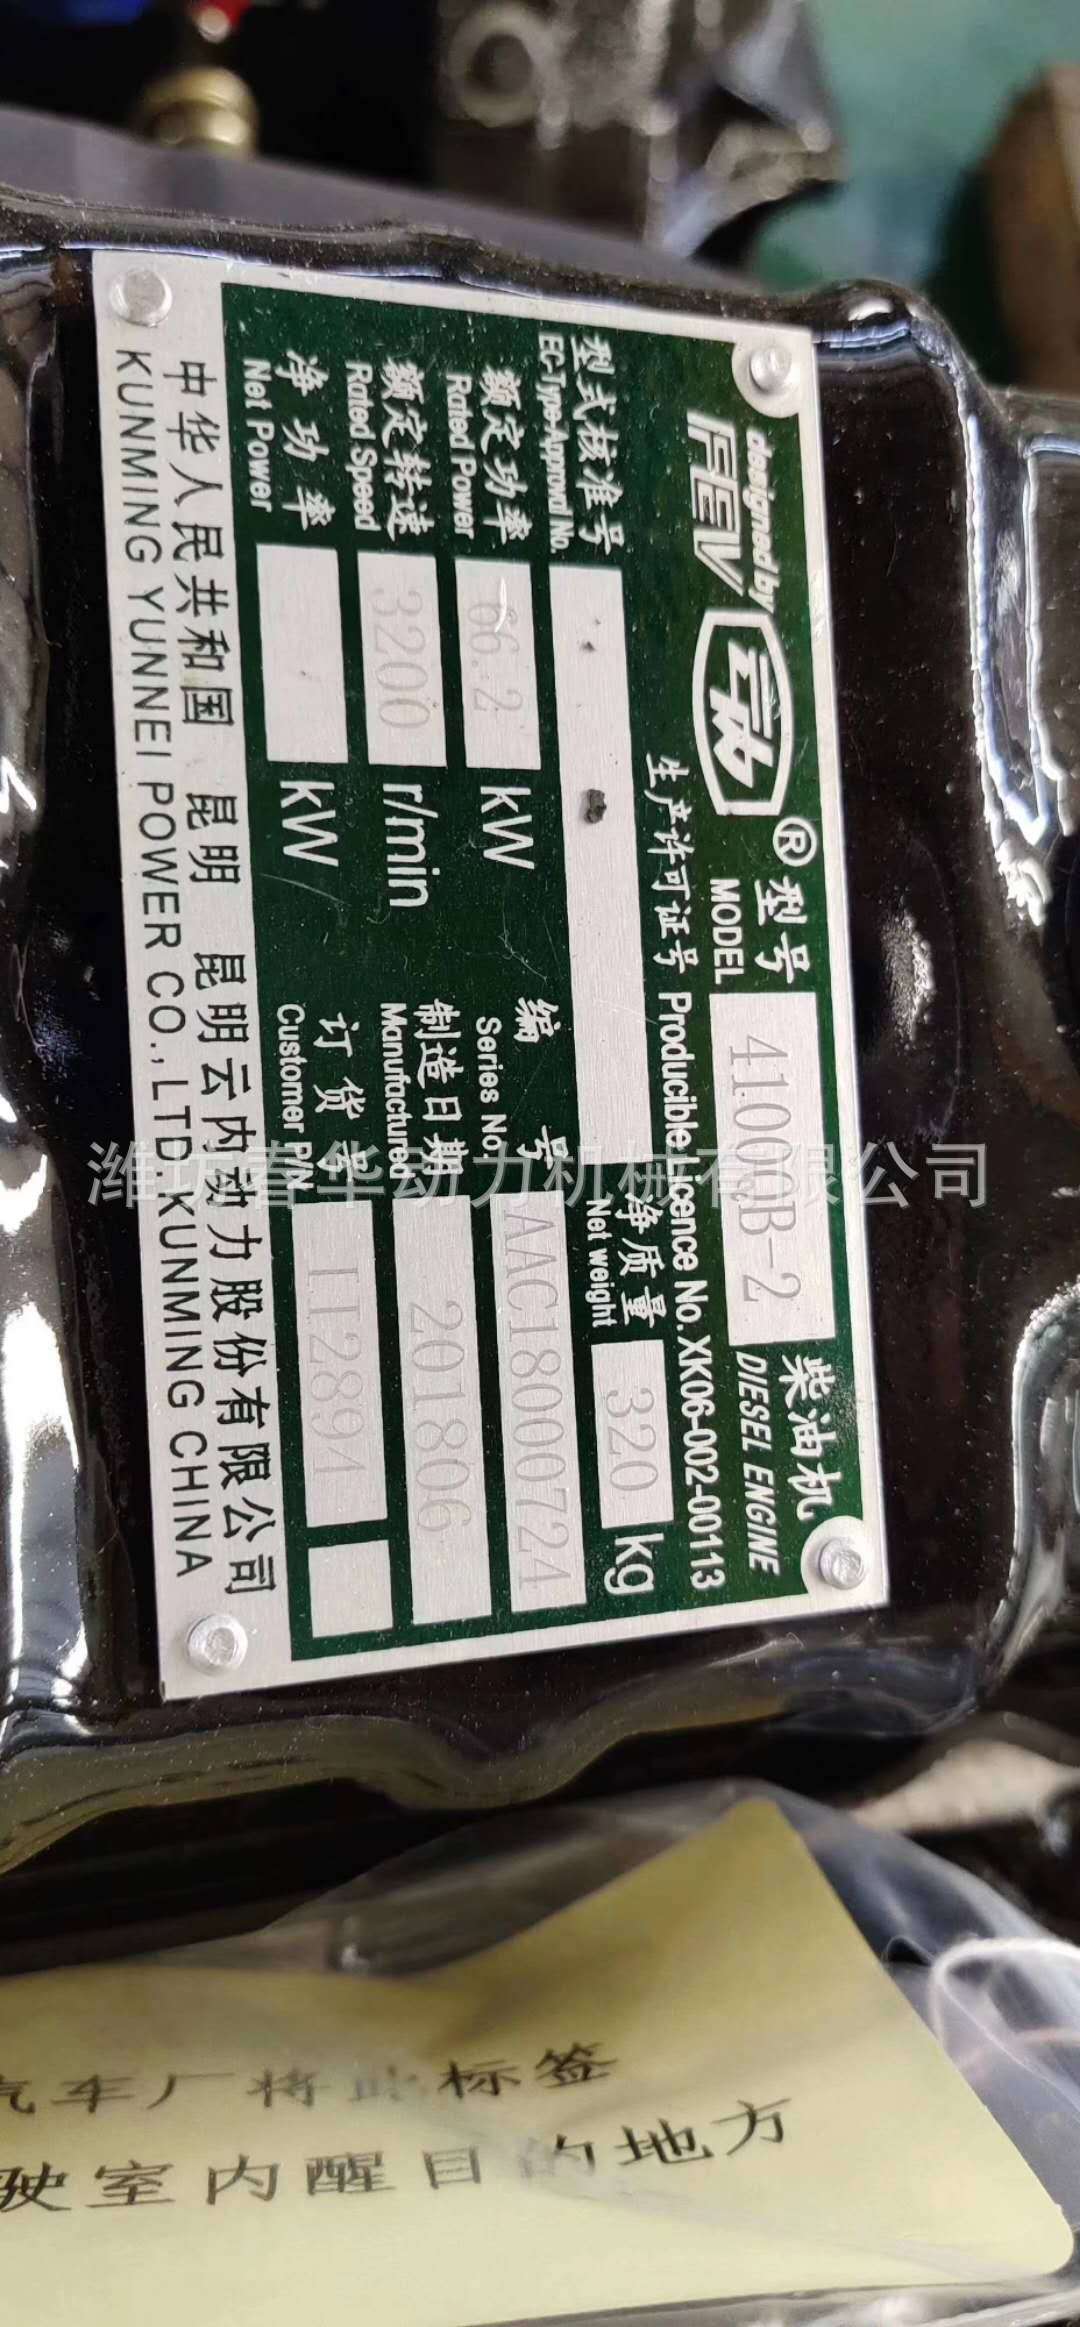 designed by
FEV
云内 ®
型号 4100QB-2 柴油机
MODEL DIESEL ENGINE
生产许可证号 Producible Licence No. XK06-002-00113
型式核准号 净质量 320 kg
EC-Type-Approval No. Net weight
额定功率 66.2 kW 编号 AAC18000724
Rated Power Series No.
额定转速 3200 r/min 制造日期 201806
Rated Speed Manufactured
净功率 kW 订货号 I12894
Net Power Customer P/N
中华人民共和国 昆明 昆明云内动力股份有限公司
KUNMING YUNNEI POWER CO., LTD. KUNMING CHINA
潍坊春华动力机械有限公司
汽车厂将此标签
驶室内醒目的地方